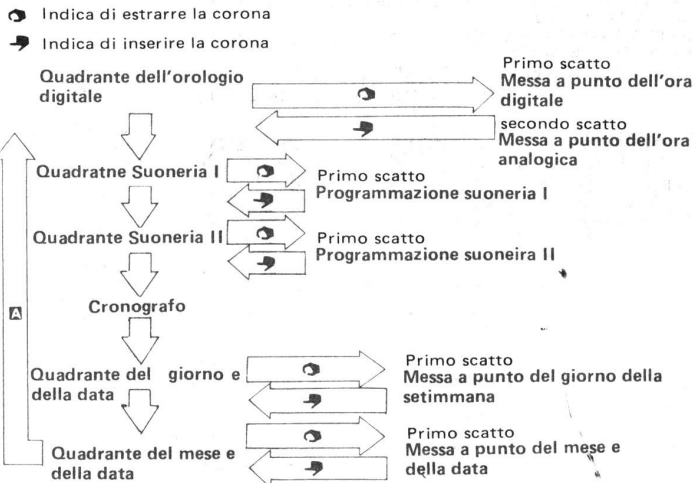 Indica di estrarre la corona
Indica di inserire la corona
Quadrante dell'orologio
digitale
Primo scatto
Messa a punto dell'ora
digitale
secondo scatto
Messa a punto dell'ora
analogica
Quadratne Suoneria I
Primo scatto
Programmazione suoneria I
Quadrante Suoneria II
Primo scatto
Programmazione suoneira II
Cronografo
A
Quadrante del giorno e
della data
Primo scatto
Messa a punto del giorno della
setimmana
Quadrante del mese e
della data
Primo scatto
Messa a punto del mese e
della data